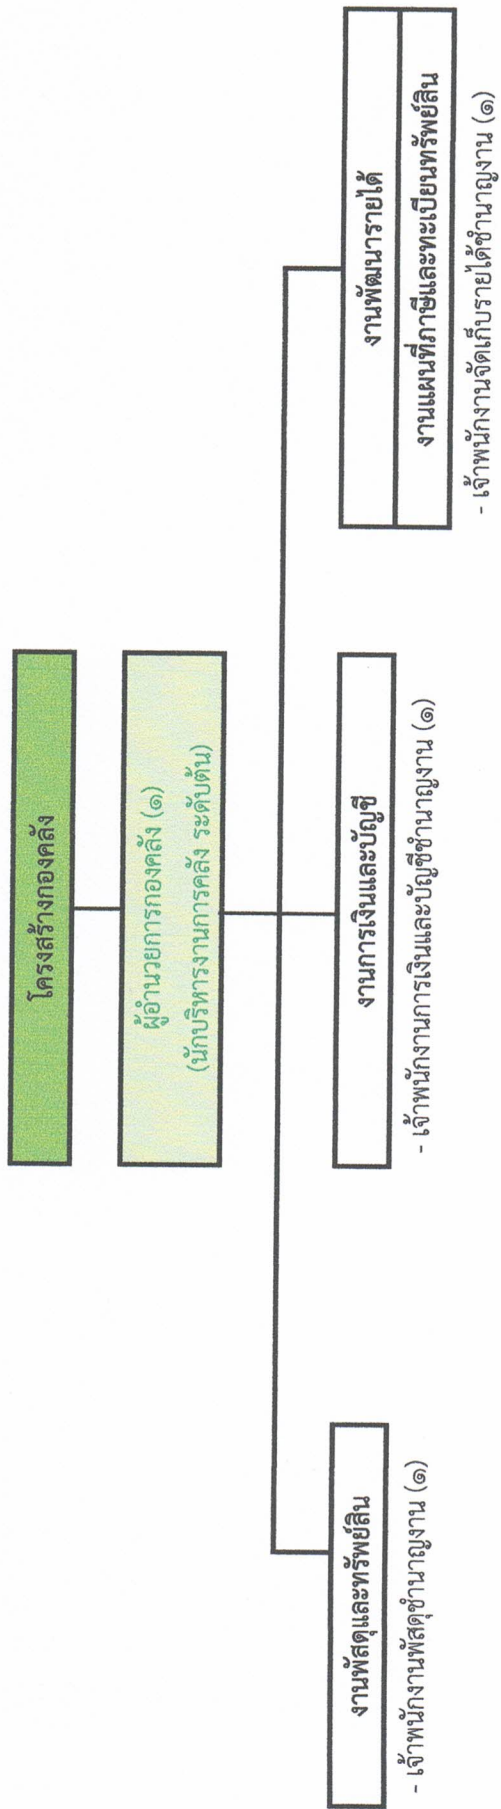 โครงสร้างกองคลัง
ผู้อำนวยการกองคลัง (๑)
(นักบริหารงานการคลัง ระดับต้น)
งานพัสดุและทรัพย์สิน
- เจ้าพนักงานพัสดุชำนาญงาน (๑)
งานการเงินและบัญชี
- เจ้าพนักงานการเงินและบัญชีชำนาญงาน (๑)
งานพัฒนารายได้
งานแผนที่ภาษีและทะเบียนทรัพย์สิน
- เจ้าพนักงานจัดเก็บรายได้ชำนาญงาน (๑)